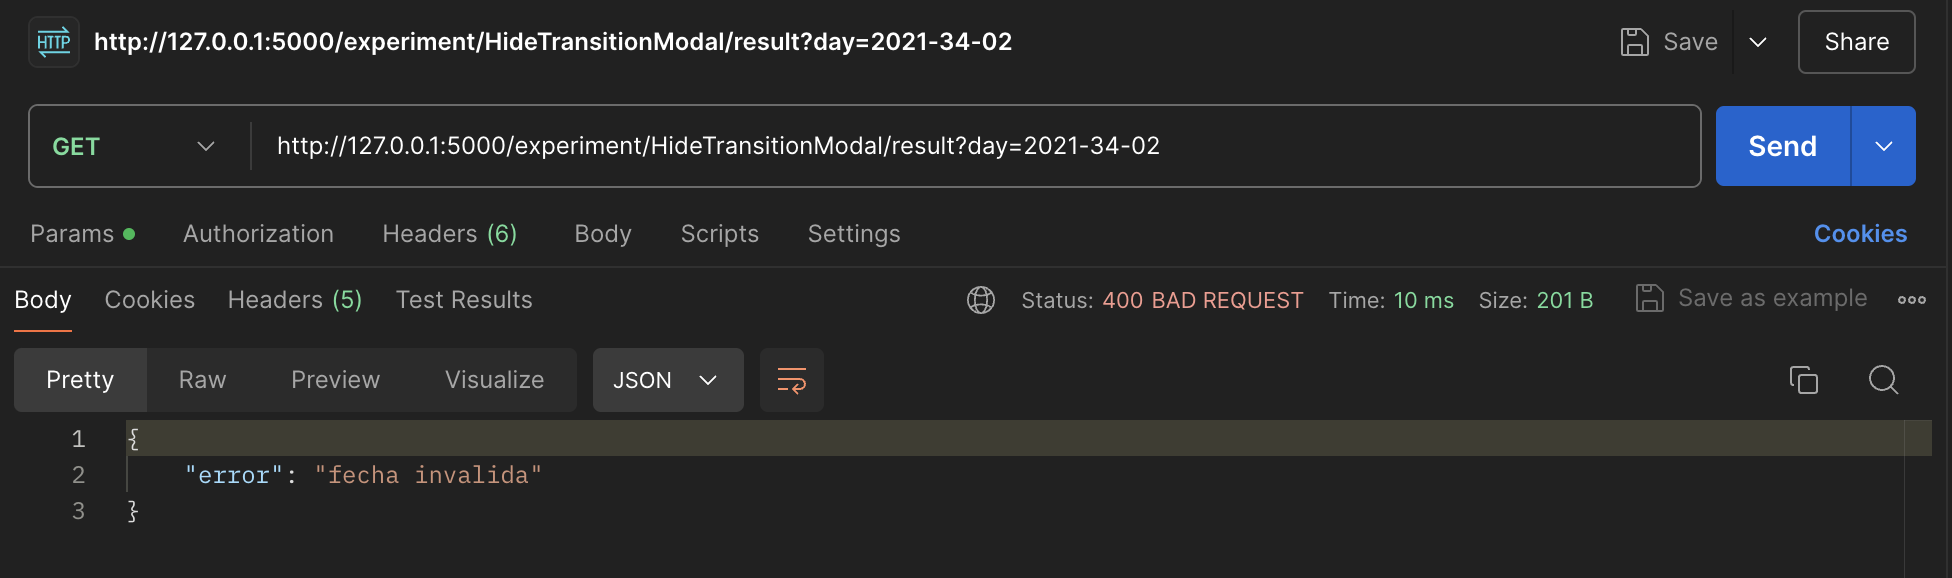 HTTP http://127.0.0.1:5000/experiment/HideTransitionModal/result?day=2021-34-02 Save Share
GET http://127.0.0.1:5000/experiment/HideTransitionModal/result?day=2021-34-02 Send
Params Authorization Headers (6) Body Scripts Settings Cookies
Body Cookies Headers (5) Test Results Status: 400 BAD REQUEST Time: 10 ms Size: 201 B Save as example
Pretty Raw Preview Visualize JSON
1 {
2 "error": "fecha invalida"
3 }